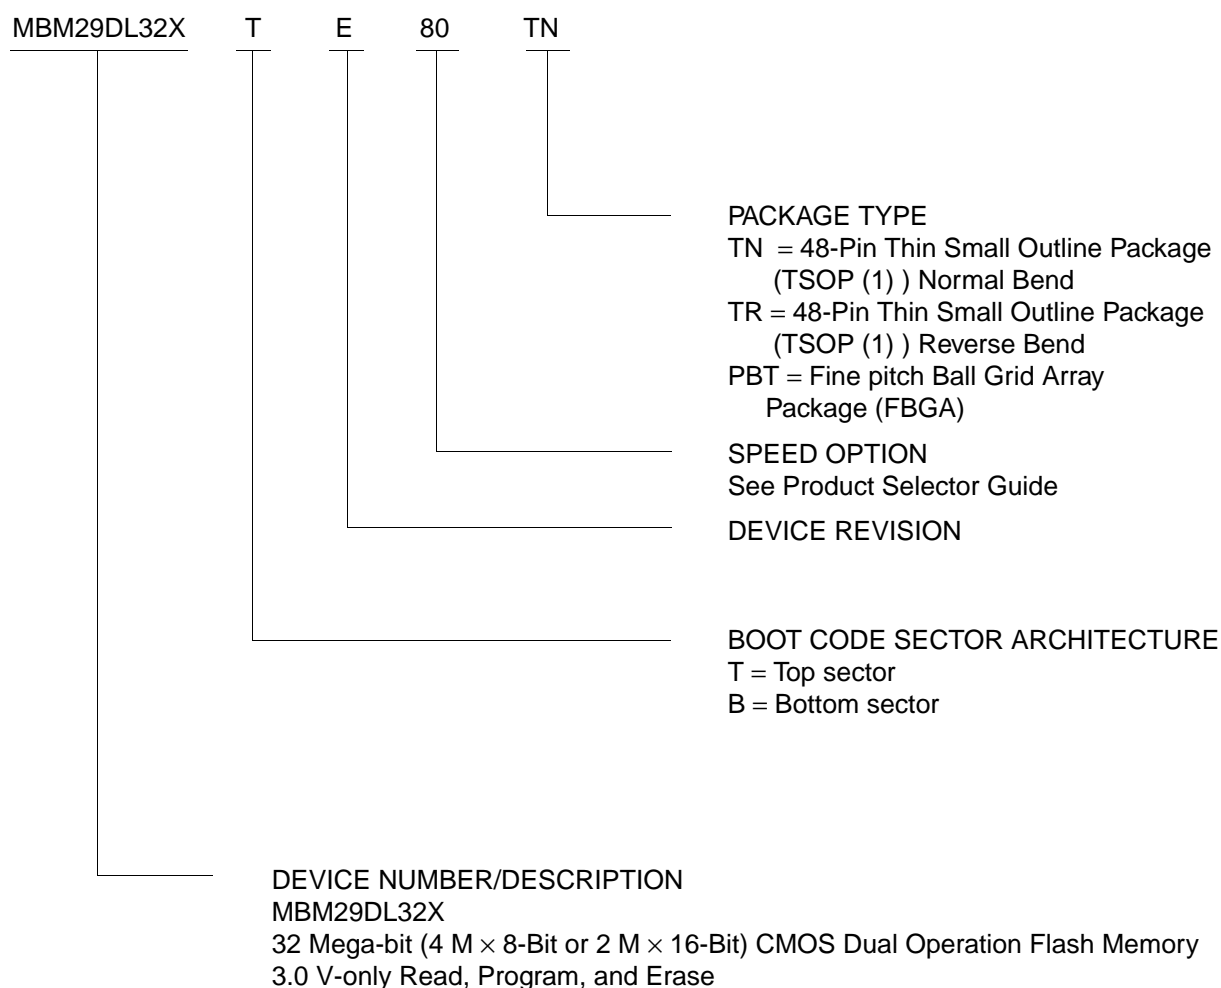 MBM29DL32X T E 80 TN
PACKAGE TYPE
TN = 48-Pin Thin Small Outline Package
(TSOP (1) ) Normal Bend
TR = 48-Pin Thin Small Outline Package
(TSOP (1) ) Reverse Bend
PBT = Fine pitch Ball Grid Array
Package (FBGA)
SPEED OPTION
See Product Selector Guide
DEVICE REVISION
BOOT CODE SECTOR ARCHITECTURE
T = Top sector
B = Bottom sector
DEVICE NUMBER/DESCRIPTION
MBM29DL32X
32 Mega-bit (4 M × 8-Bit or 2 M × 16-Bit) CMOS Dual Operation Flash Memory
3.0 V-only Read, Program, and Erase